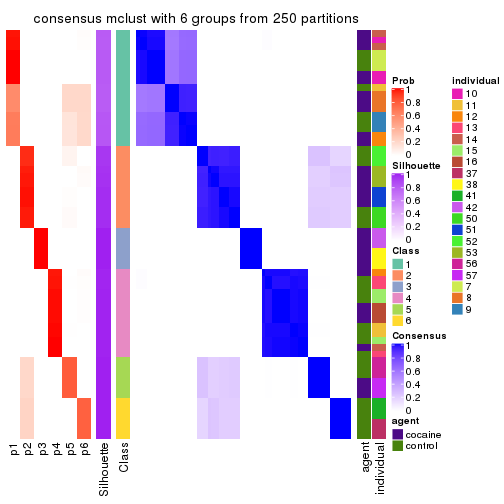 consensus mclust with 6 groups from 250 partitions
Prob
1
0.8
0.6
0.4
0.2
0
Silhouette
1
0.8
0.6
0.4
0.2
0
Class
1
2
3
4
5
6
Consensus
1
0.8
0.6
0.4
0.2
0
agent
cocaine
control
individual
10
11
12
13
14
15
16
37
38
41
42
50
51
52
53
56
57
7
8
9
p1
p2
p3
p4
p5
p6
Silhouette
Class
agent
individual